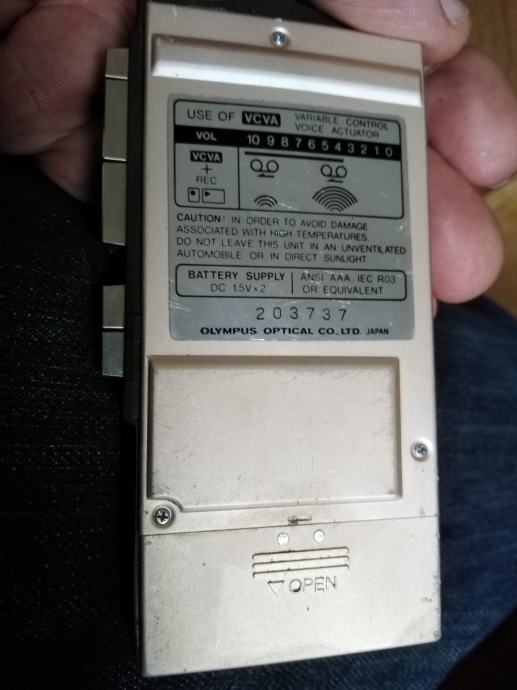 USE OF VCVA VARIABLE CONTROL
VOICE ACTUATOR
VOL 10 9 8 7 6 5 4 3 2 1 0
VCVA
+
REC
CAUTION: IN ORDER TO AVOID DAMAGE
ASSOCIATED WITH HIGH TEMPERATURES,
DO NOT LEAVE THIS UNIT IN AN UNVENTILATED
AUTOMOBILE OR IN DIRECT SUNLIGHT
BATTERY SUPPLY ANSI AAA, IEC R03
DC 1.5V×2 OR EQUIVALENT
203737
OLYMPUS OPTICAL CO., LTD. JAPAN
OPEN